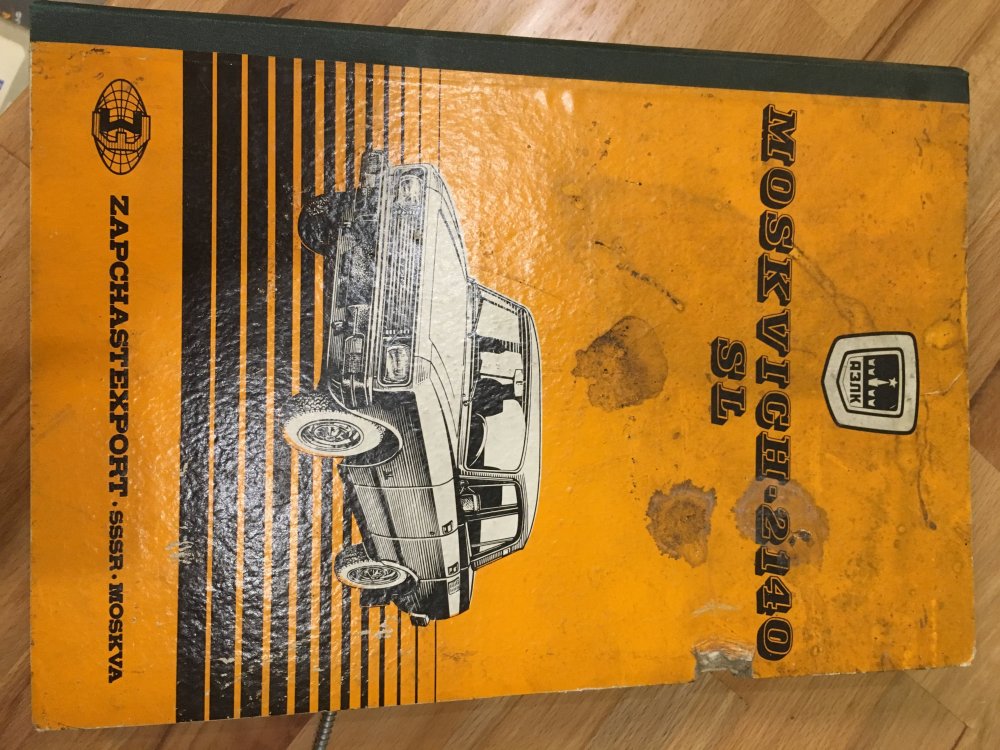 АЗЛК
MOSKVICH·2140
SL
ZAPCHASTEXPORT · SSSR · MOSKVA